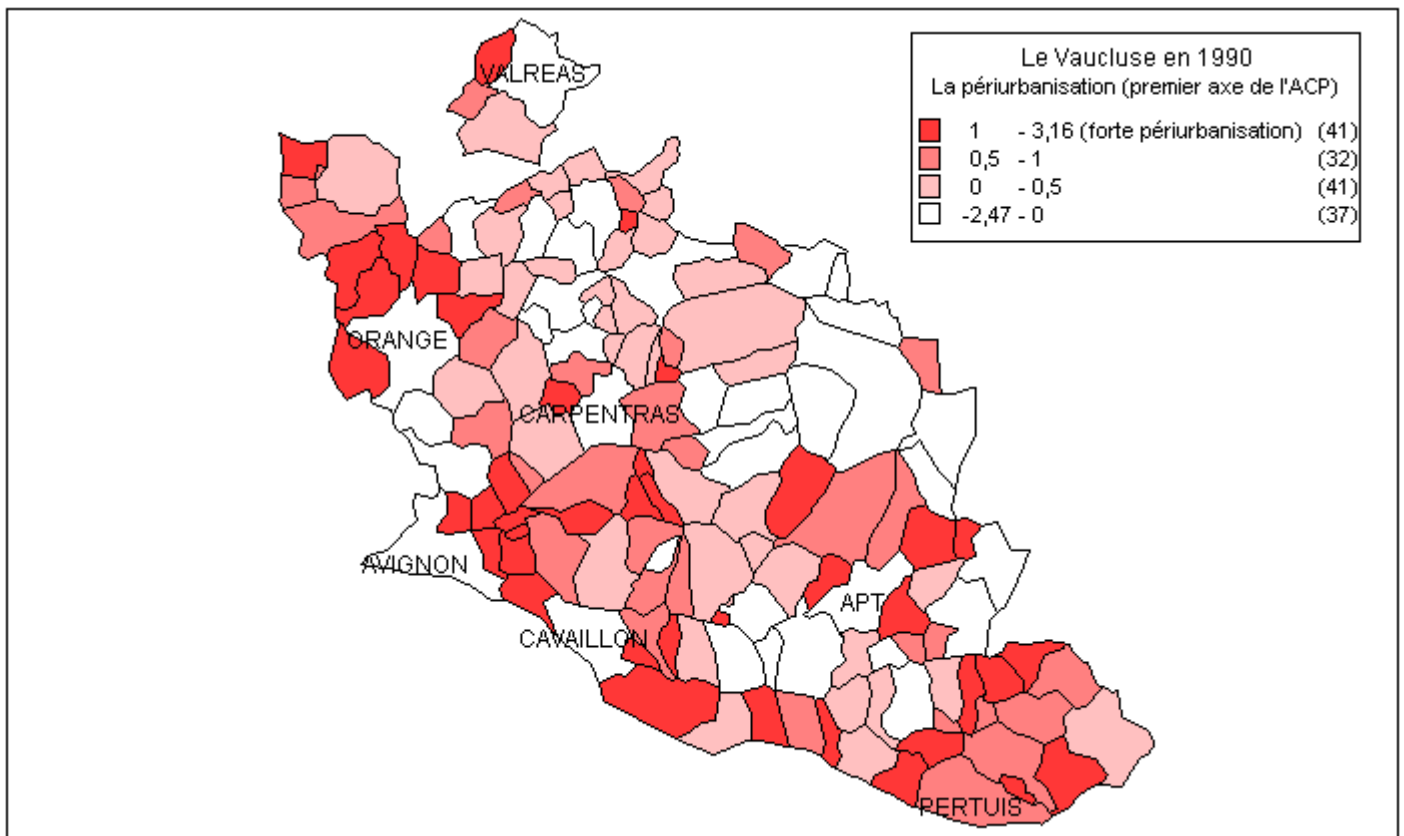 Le Vaucluse en 1990
La périurbanisation (premier axe de l'ACP)
1 - 3,16 (forte périurbanisation) (41)
0,5 - 1 (32)
0 - 0,5 (41)
-2,47 - 0 (37)
VALREAS
ORANGE
CARPENTRAS
AVIGNON
APT
CAVAILLON
PERTUIS